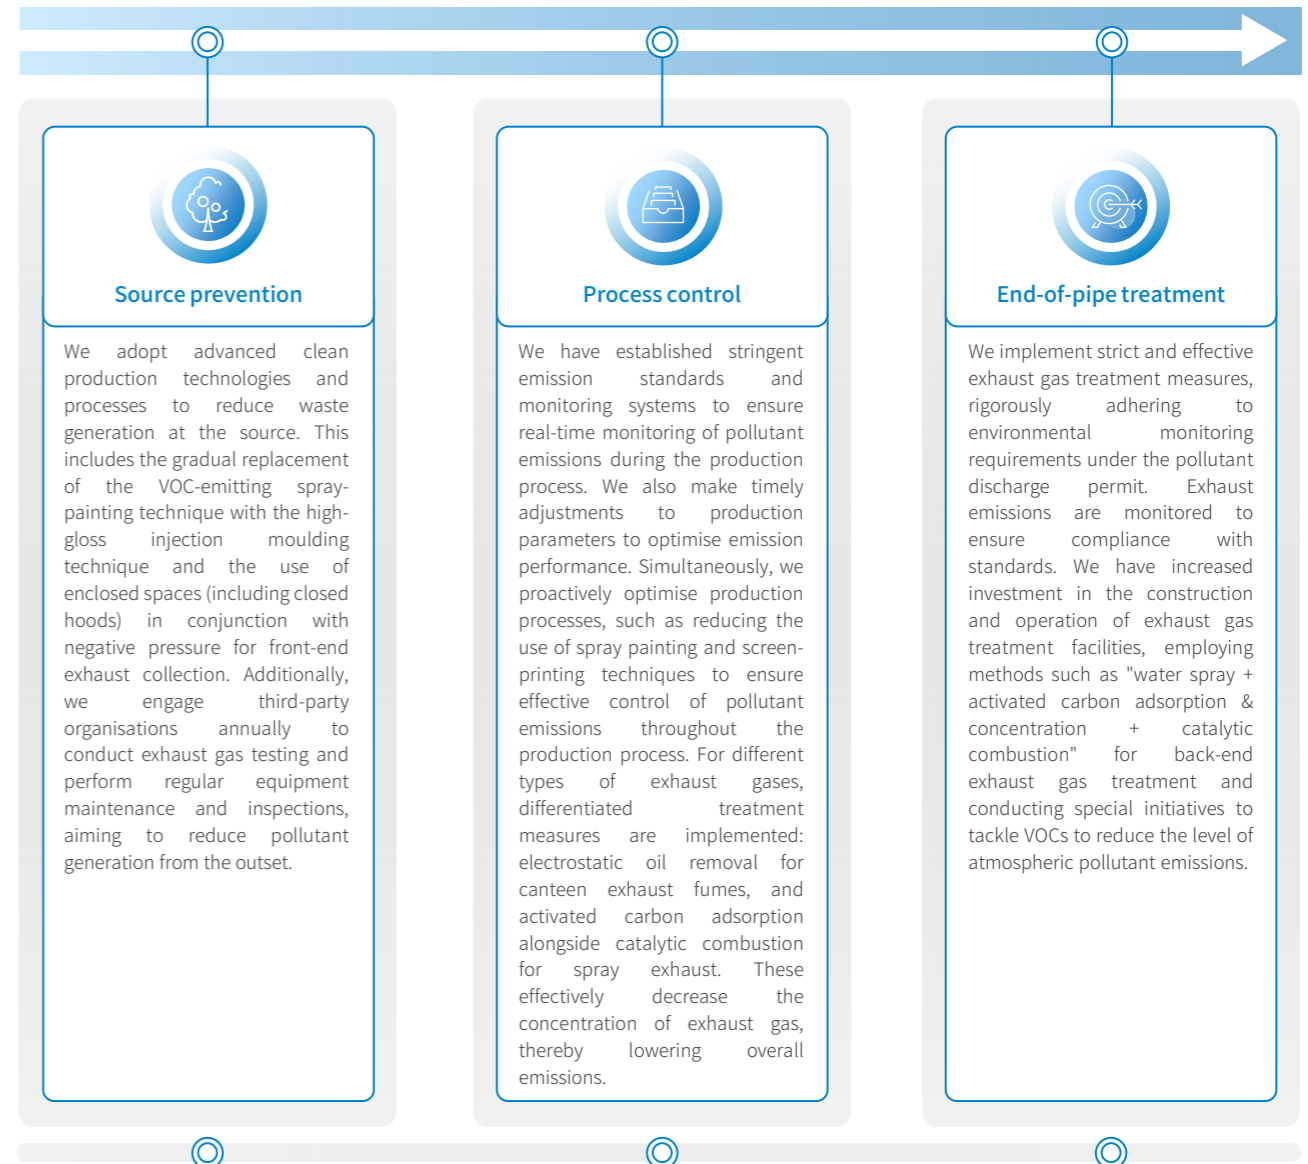 Source prevention
We adopt advanced clean
production technologies and
processes to reduce waste
generation at the source. This
includes the gradual replacement
of the VOC-emitting spray-
painting technique with the high-
gloss injection moulding
technique and the use of
enclosed spaces (including closed
hoods) in conjunction with
negative pressure for front-end
exhaust collection. Additionally,
we engage third-party
organisations annually to
conduct exhaust gas testing and
perform regular equipment
maintenance and inspections,
aiming to reduce pollutant
generation from the outset.
Process control
We have established stringent
emission standards and
monitoring systems to ensure
real-time monitoring of pollutant
emissions during the production
process. We also make timely
adjustments to production
parameters to optimise emission
performance. Simultaneously, we
proactively optimise production
processes, such as reducing the
use of spray painting and screen-
printing techniques to ensure
effective control of pollutant
emissions throughout the
production process. For different
types of exhaust gases,
differentiated treatment
measures are implemented:
electrostatic oil removal for
canteen exhaust fumes, and
activated carbon adsorption
alongside catalytic combustion
for spray exhaust. These
effectively decrease the
concentration of exhaust gas,
thereby lowering overall
emissions.
End-of-pipe treatment
We implement strict and effective
exhaust gas treatment measures,
rigorously adhering to
environmental monitoring
requirements under the pollutant
discharge permit. Exhaust
emissions are monitored to
ensure compliance with
standards. We have increased
investment in the construction
and operation of exhaust gas
treatment facilities, employing
methods such as "water spray +
activated carbon adsorption &
concentration + catalytic
combustion" for back-end
exhaust gas treatment and
conducting special initiatives to
tackle VOCs to reduce the level of
atmospheric pollutant emissions.